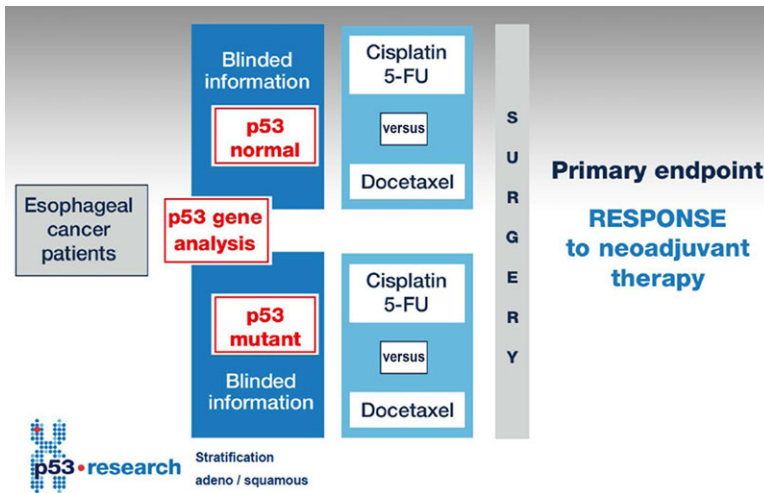 Esophageal
cancer
patients
p53 gene
analysis
Blinded
information
p53
normal
p53
mutant
Blinded
information
Cisplatin
5-FU
versus
Docetaxel
Cisplatin
5-FU
versus
Docetaxel
SURGERY
Primary endpoint
RESPONSE
to neoadjuvant
therapy
p53•research
Stratification
adeno / squamous